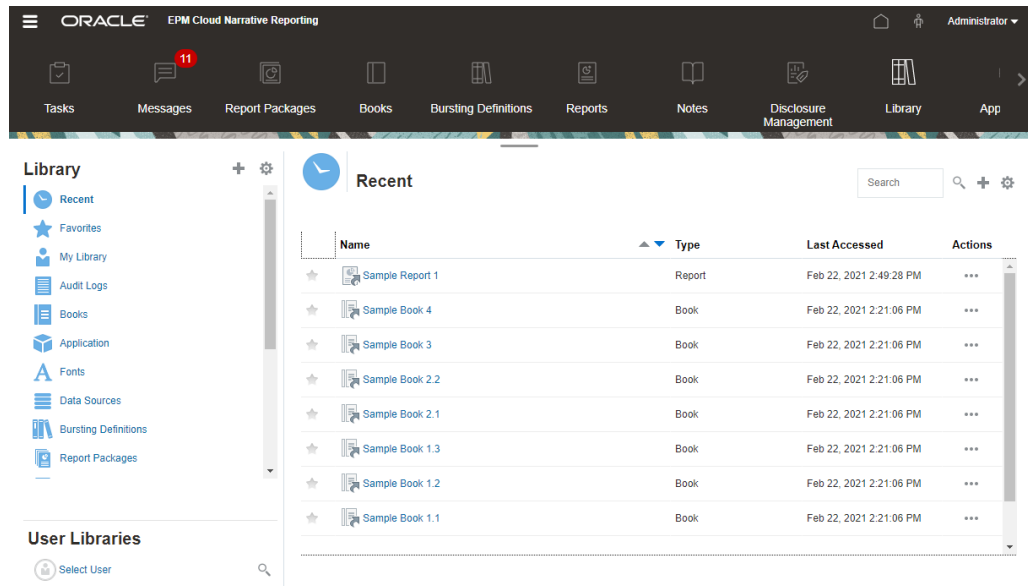 ORACLE® EPM Cloud Narrative Reporting Administrator
11
Tasks Messages Report Packages Books Bursting Definitions Reports Notes Disclosure Management Library App
Library
Recent
Favorites
My Library
Audit Logs
Books
Application
Fonts
Data Sources
Bursting Definitions
Report Packages
User Libraries
Select User
Recent
Search
Name Type Last Accessed Actions
Sample Report 1 Report Feb 22, 2021 2:49:28 PM
Sample Book 4 Book Feb 22, 2021 2:21:06 PM
Sample Book 3 Book Feb 22, 2021 2:21:06 PM
Sample Book 2.2 Book Feb 22, 2021 2:21:06 PM
Sample Book 2.1 Book Feb 22, 2021 2:21:06 PM
Sample Book 1.3 Book Feb 22, 2021 2:21:06 PM
Sample Book 1.2 Book Feb 22, 2021 2:21:06 PM
Sample Book 1.1 Book Feb 22, 2021 2:21:06 PM